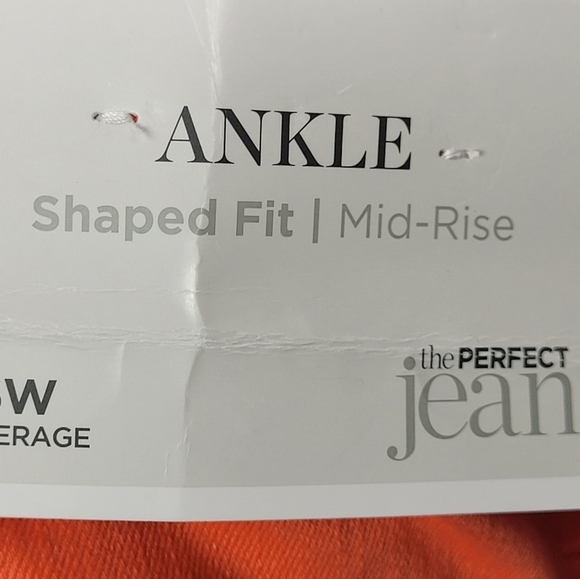 ANKLE
Shaped Fit | Mid-Rise
the PERFECT
jean
W
ERAGE